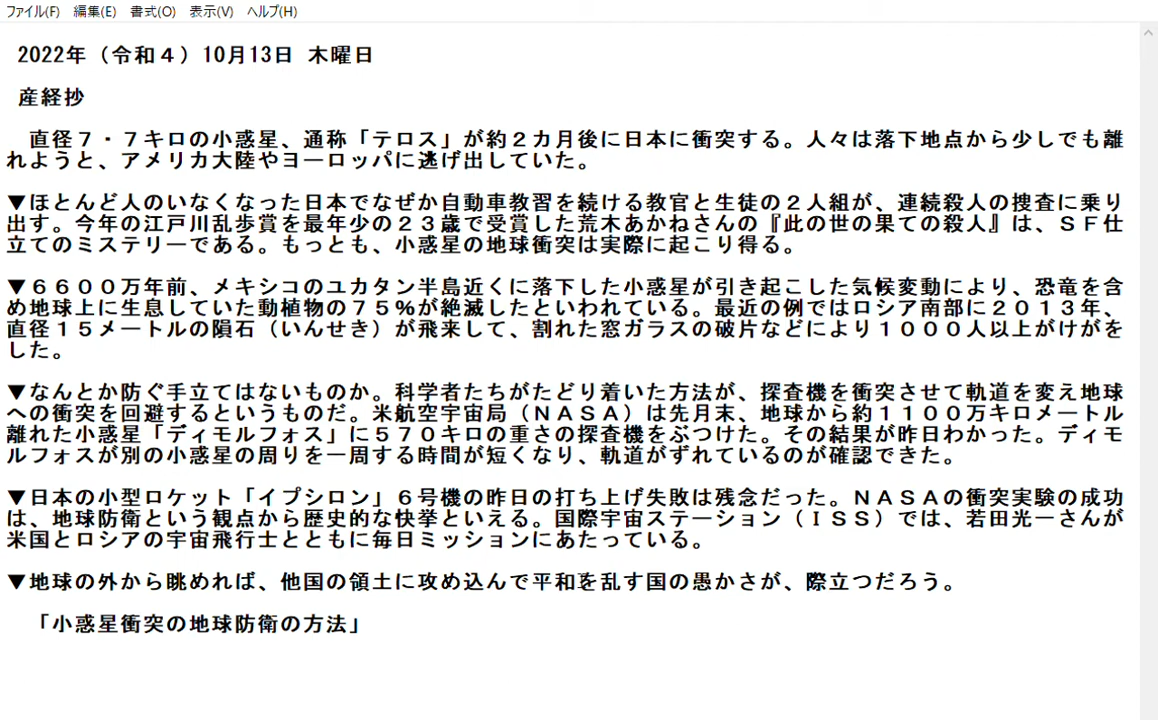 ファイル(F) 編集(E) 書式(O) 表示(V) ヘルプ(H)
2022年（令和４）10月13日 木曜日
産経抄
　直径７・７キロの小惑星、通称「テロス」が約２カ月後に日本に衝突する。人々は落下地点から少しでも離
れようと、アメリカ大陸やヨーロッパに逃げ出していた。
▼ほとんど人のいなくなった日本でなぜか自動車教習を続ける教官と生徒の２人組が、連続殺人の捜査に乗り
出す。今年の江戸川乱歩賞を最年少の２３歳で受賞した荒木あかねさんの『此の世の果ての殺人』は、ＳＦ仕
立てのミステリーである。もっとも、小惑星の地球衝突は実際に起こり得る。
▼６６００万年前、メキシコのユカタン半島近くに落下した小惑星が引き起こした気候変動により、恐竜を含
め地球上に生息していた動植物の７５％が絶滅したといわれている。最近の例ではロシア南部に２０１３年、
直径１５メートルの隕石（いんせき）が飛来して、割れた窓ガラスの破片などにより１０００人以上がけがを
した。
▼なんとか防ぐ手立てはないものか。科学者たちがたどり着いた方法が、探査機を衝突させて軌道を変え地球
への衝突を回避するというものだ。米航空宇宙局（ＮＡＳＡ）は先月末、地球から約１１００万キロメートル
離れた小惑星「ディモルフォス」に５７０キロの重さの探査機をぶつけた。その結果が昨日わかった。ディモ
ルフォスが別の小惑星の周りを一周する時間が短くなり、軌道がずれているのが確認できた。
▼日本の小型ロケット「イプシロン」６号機の昨日の打ち上げ失敗は残念だった。ＮＡＳＡの衝突実験の成功
は、地球防衛という観点から歴史的な快挙といえる。国際宇宙ステーション（ＩＳＳ）では、若田光一さんが
米国とロシアの宇宙飛行士とともに毎日ミッションにあたっている。
▼地球の外から眺めれば、他国の領土に攻め込んで平和を乱す国の愚かさが、際立つだろう。
「小惑星衝突の地球防衛の方法」